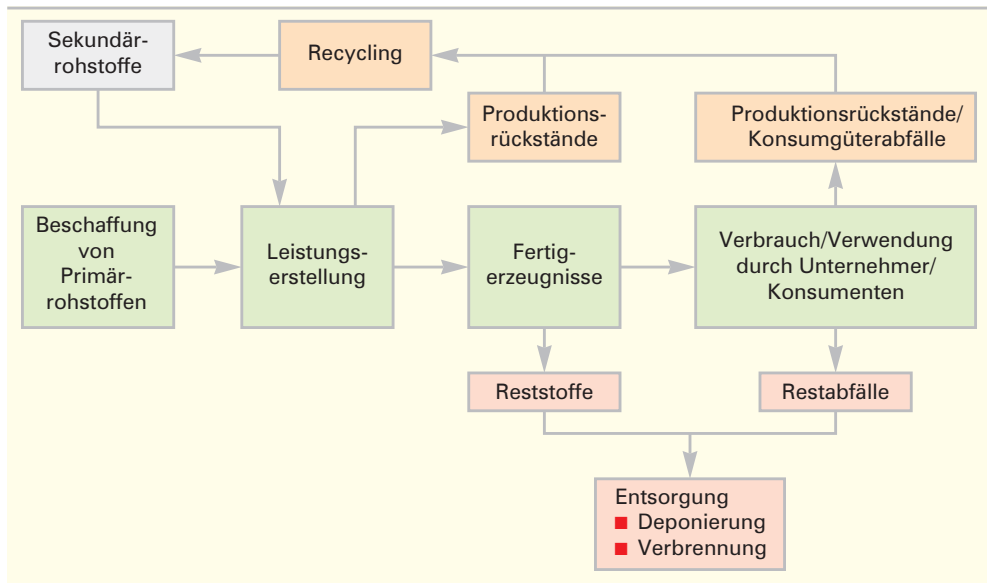 Sekundär-
rohstoffe
Recycling
Produktions-
rückstände
Produktionsrückstände/
Konsumgüterabfälle
Beschaffung
von
Primär-
rohstoffen
Leistungs-
erstellung
Fertig-
erzeugnisse
Verbrauch/Verwendung
durch Unternehmer/
Konsumenten
Reststoffe
Restabfälle
Entsorgung
■ Deponierung
■ Verbrennung